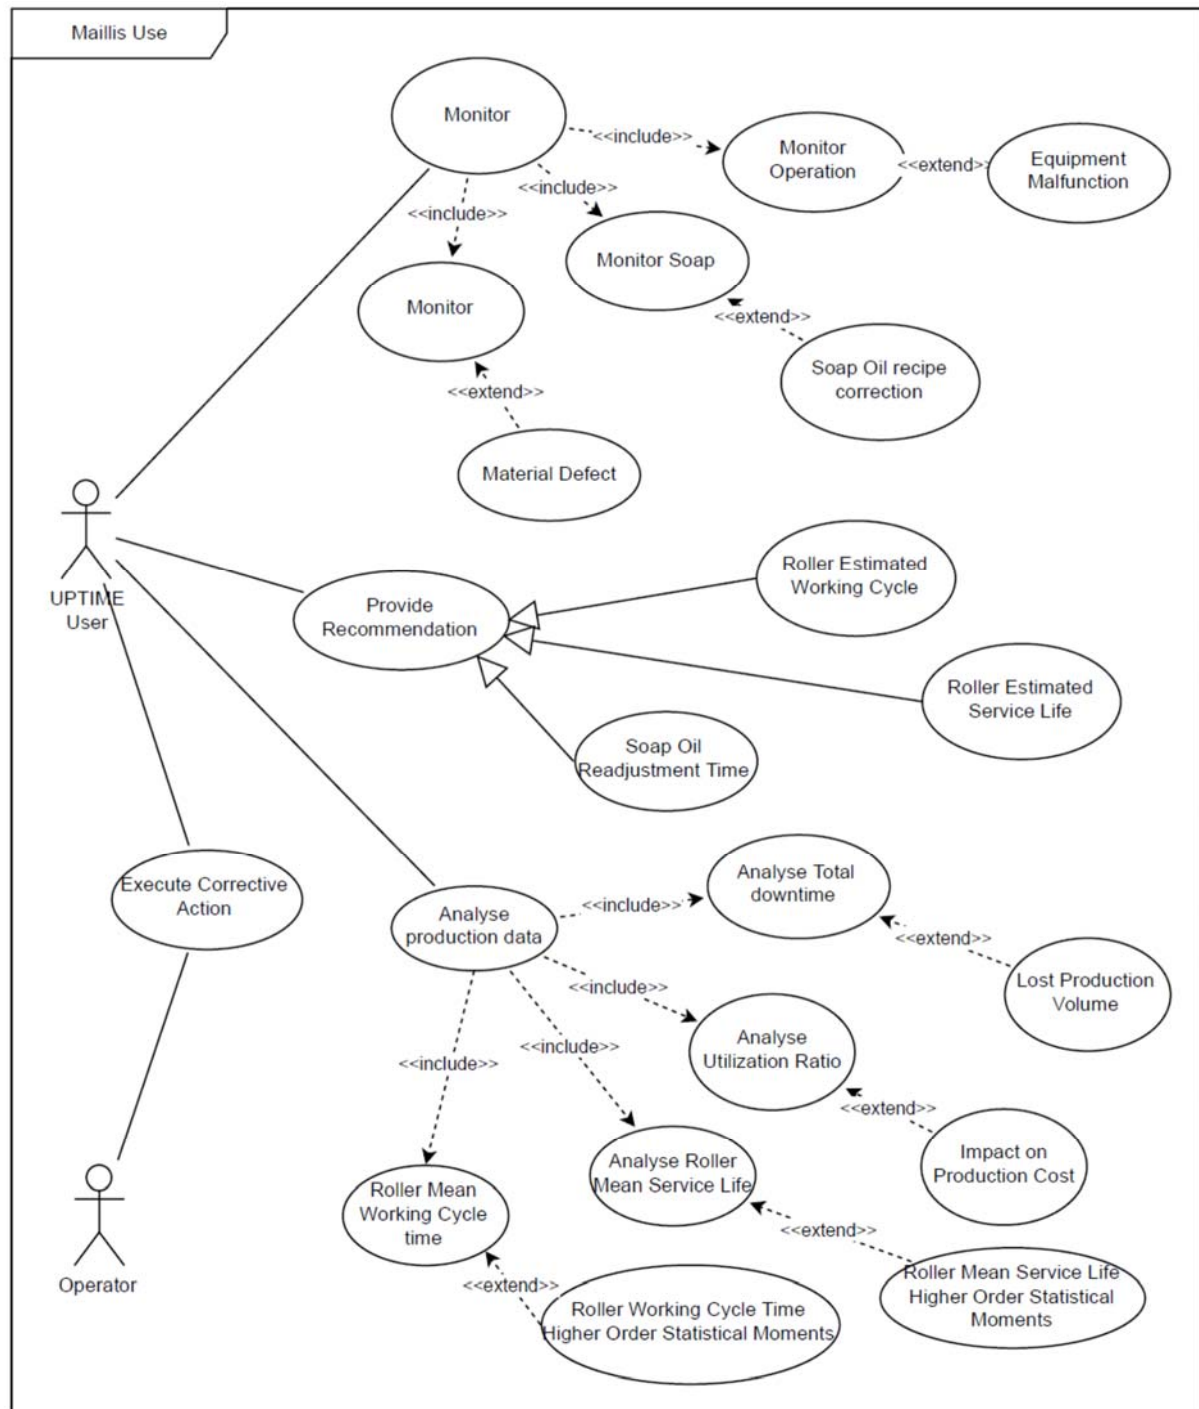 Maillis Use
Monitor
<<include>>
Monitor
Operation
<<extend>>
Equipment
Malfunction
<<include>>
<<include>>
Monitor Soap
Monitor
<<extend>>
Soap Oil recipe
correction
<<extend>>
Material Defect
UPTIME
User
Provide
Recommendation
Roller Estimated
Working Cycle
Roller Estimated
Service Life
Soap Oil
Readjustment Time
Execute Corrective
Action
Analyse
production data
<<include>>
Analyse Total
downtime
<<extend>>
Lost Production
Volume
<<include>>
Analyse
Utilization Ratio
<<include>>
<<include>>
<<extend>>
Impact on
Production Cost
Analyse Roller
Mean Service Life
Roller Mean
Working Cycle
time
<<extend>>
Roller Mean Service Life
Higher Order Statistical
Moments
Operator
<<extend>>
Roller Working Cycle Time
Higher Order Statistical Moments